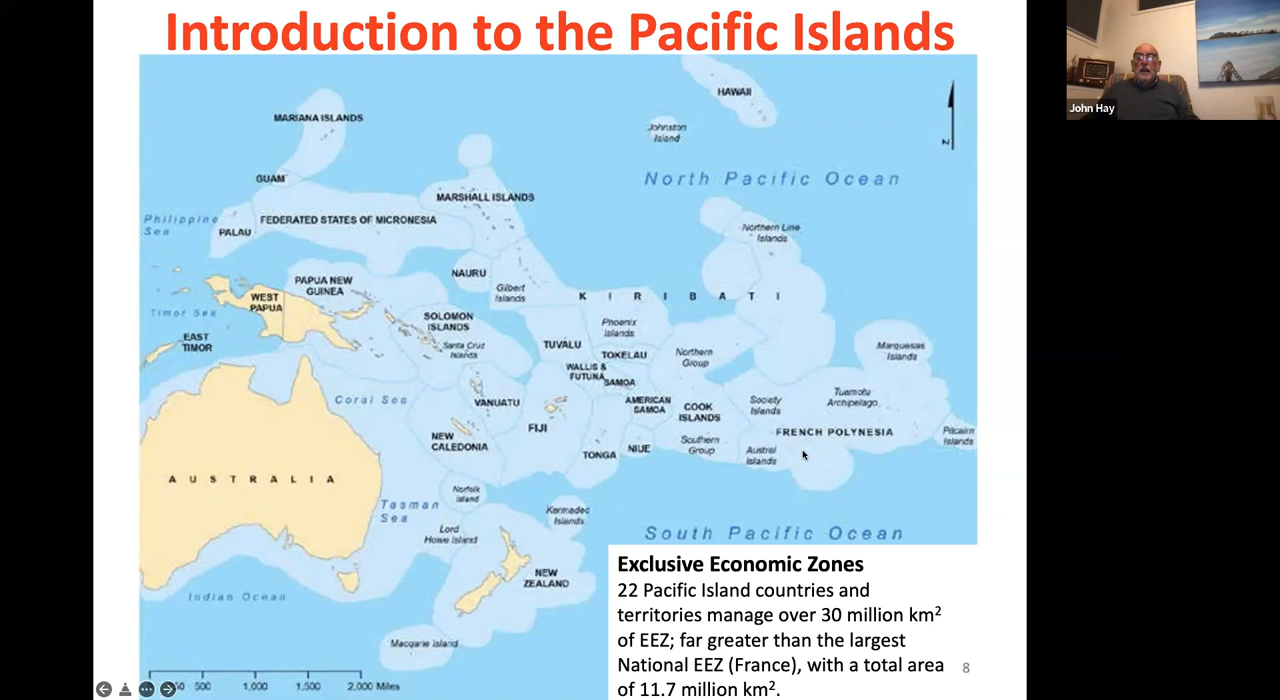 Introduction to the Pacific Islands
John Hay
HAWAII
MARIANA ISLANDS
Johnston
Island
N
GUAM
North Pacific Ocean
MARSHALL ISLANDS
Philippine
Sea
FEDERATED STATES OF MICRONESIA
PALAU
Northern Line
Islands
NAURU
PAPUA NEW
GUINEA
Gilbert
Islands
KIRIBATI
WEST
PAPUA
Timor Sea
SOLOMON
ISLANDS
Phoenix
Islands
EAST
TIMOR
Santa Cruz
Islands
TUVALU
TOKELAU
Northern
Group
Marquesas
Islands
WALLIS &
FUTUNA
SAMOA
Coral Sea
VANUATU
AMERICAN
SAMOA
COOK
ISLANDS
Society
Islands
Tuamotu
Archipelago
FIJI
FRENCH POLYNESIA
Pitcairn
Islands
NEW
CALEDONIA
TONGA
NIUE
Southern
Group
Austral
Islands
AUSTRALIA
Norfolk
Island
Tasman
Sea
Kermadec
Islands
Lord
Howe Island
South Pacific Ocean
NEW
ZEALAND
Indian Ocean
Macqarie Island
500 1,000 1,500 2,000 Miles
Exclusive Economic Zones
22 Pacific Island countries and
territories manage over 30 million km²
of EEZ; far greater than the largest
National EEZ (France), with a total area
of 11.7 million km².
8